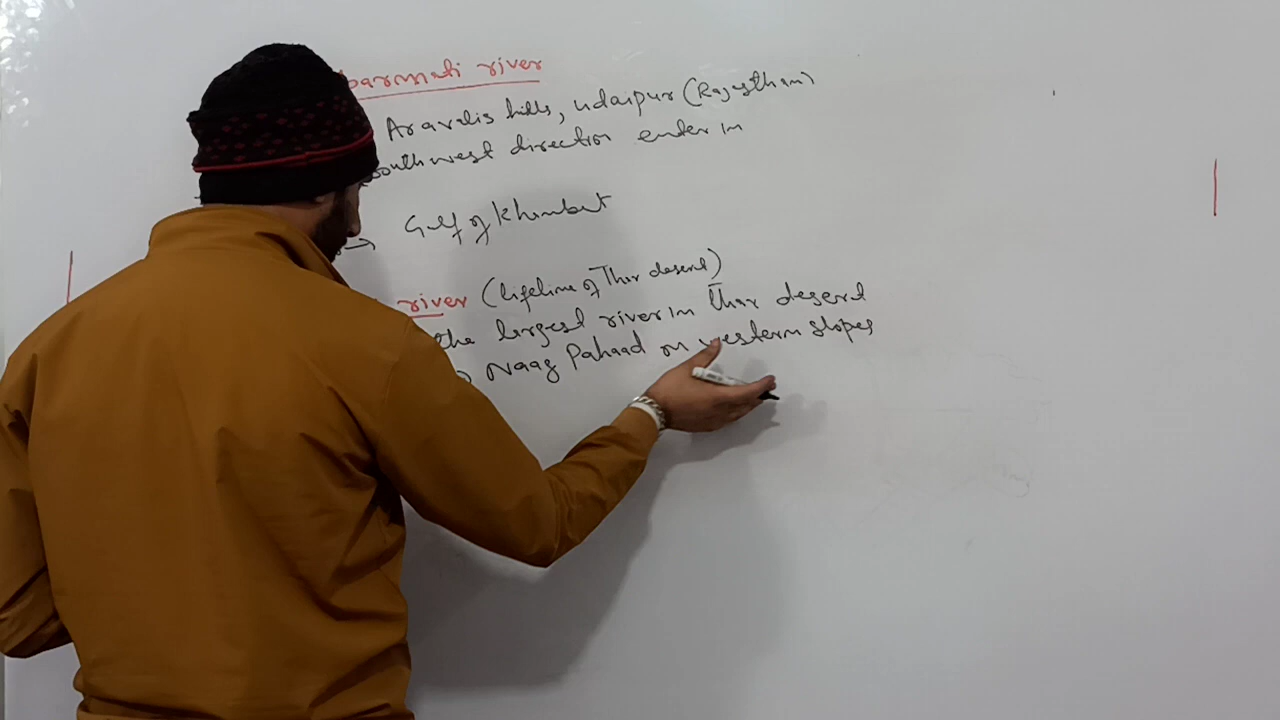 barmati river
Aravalis hills, Udaipur (Rajasthan)
South west direction enter in
→ Gulf of Khambat
river (lifeline of Thar desert)
the largest river in Thar desert
Naag Pahaad on western slopes